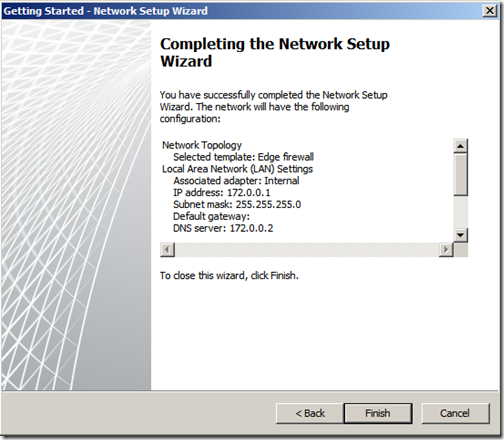 Getting Started - Network Setup Wizard
Completing the Network Setup
Wizard
You have successfully completed the Network Setup
Wizard. The network will have the following
configuration:
Network Topology
Selected template: Edge firewall
Local Area Network (LAN) Settings
Associated adapter: Internal
IP address: 172.0.0.1
Subnet mask: 255.255.255.0
Default gateway:
DNS server: 172.0.0.2
To close this wizard, click Finish.
< Back
Finish
Cancel